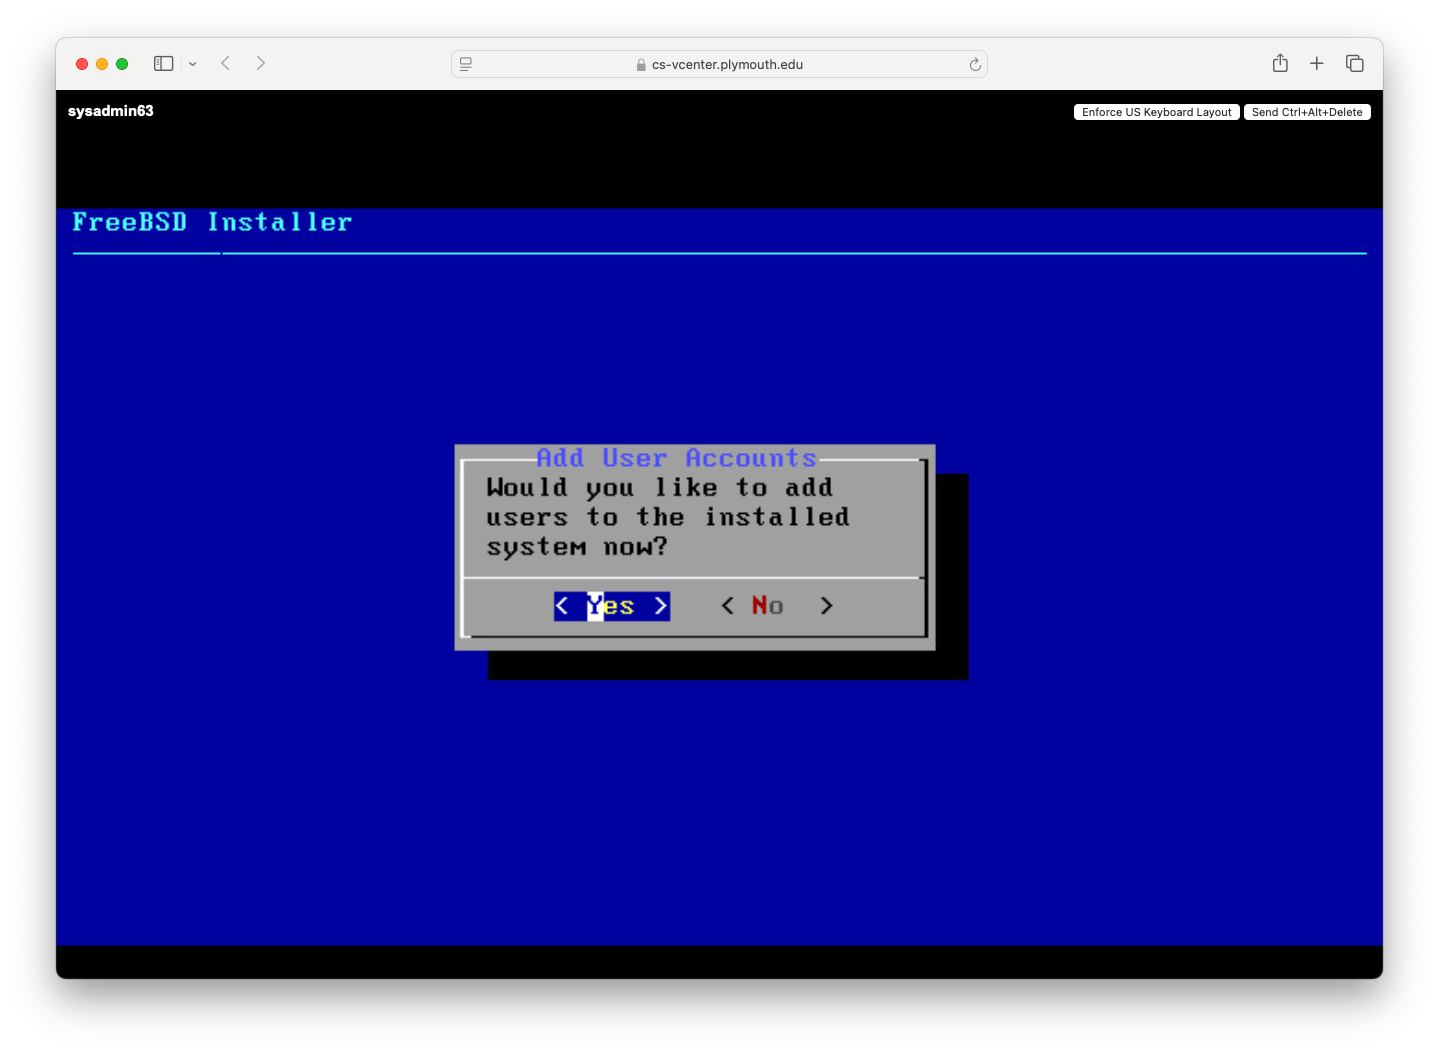 cs-vcenter.plymouth.edu
sysadmin63
Enforce US Keyboard Layout
Send Ctrl+Alt+Delete
FreeBSD Installer
Add User Accounts
Would you like to add
users to the installed
system now?
< Yes > < No >